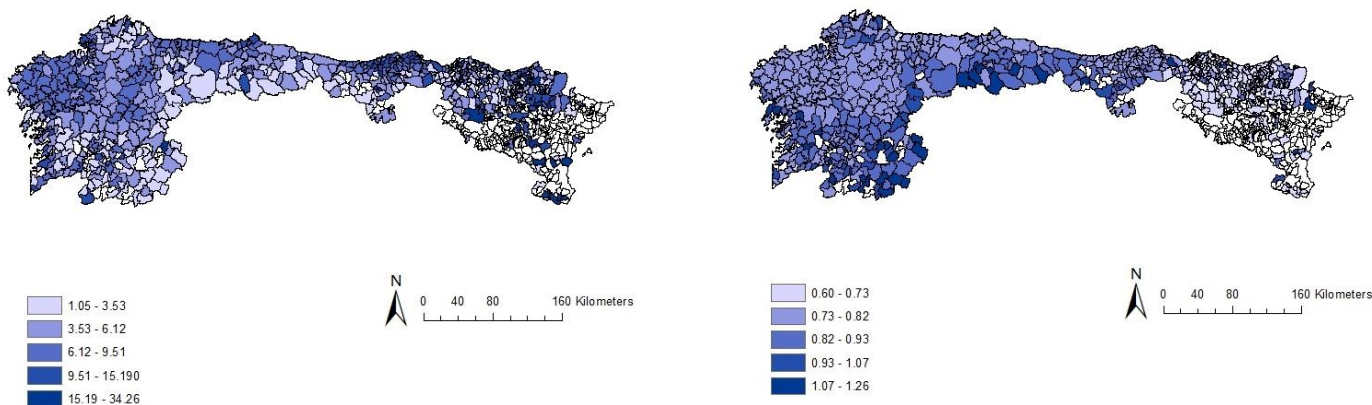 1.05 - 3.53
3.53 - 6.12
6.12 - 9.51
9.51 - 15.190
15.19 - 34.26
N
0 40 80 160 Kilometers
0.60 - 0.73
0.73 - 0.82
0.82 - 0.93
0.93 - 1.07
1.07 - 1.26
N
0 40 80 160 Kilometers